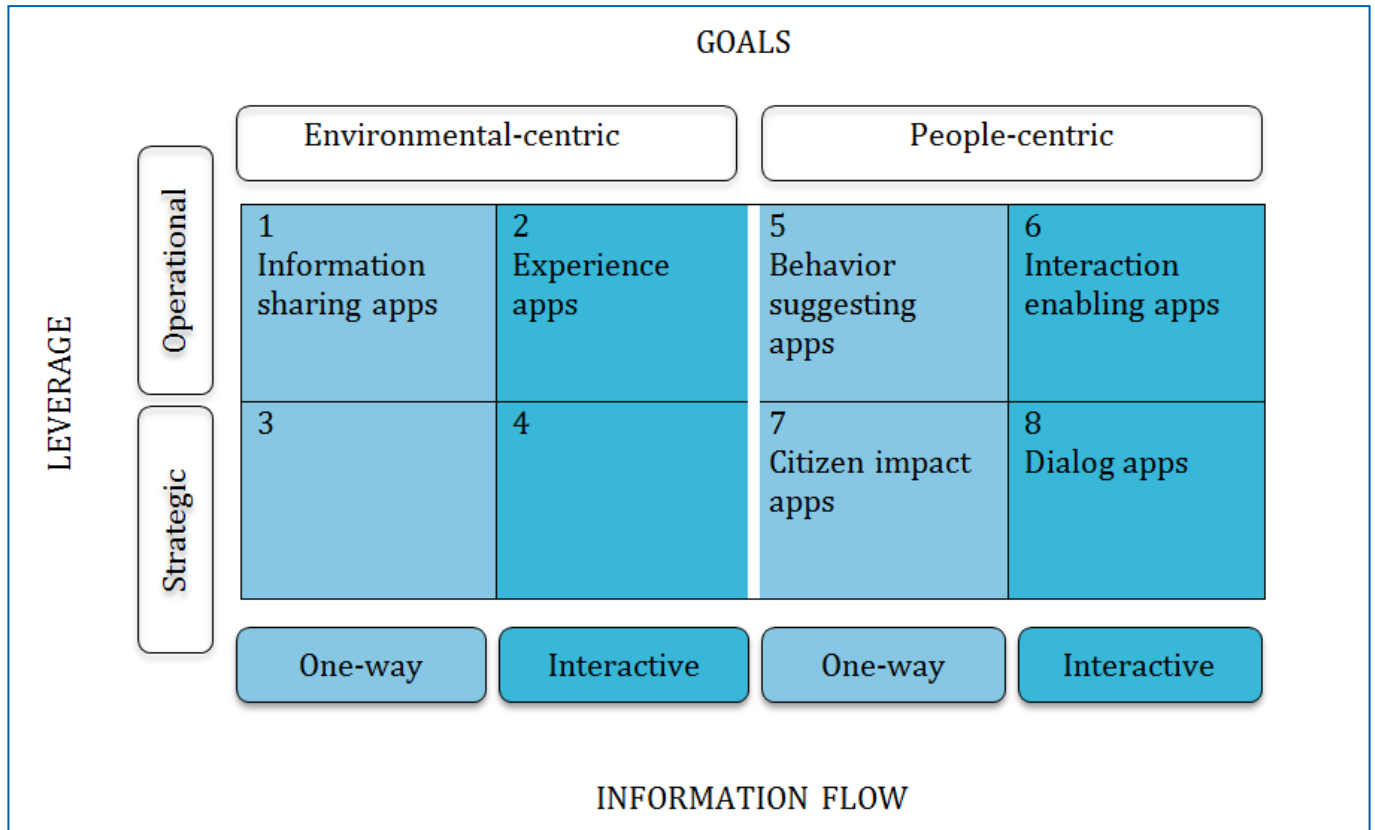 GOALS
Environmental-centric
People-centric
LEVERAGE
Operational
Strategic
1
Information
sharing apps
2
Experience
apps
5
Behavior
suggesting
apps
6
Interaction
enabling apps
3
4
7
Citizen impact
apps
8
Dialog apps
One-way
Interactive
One-way
Interactive
INFORMATION FLOW